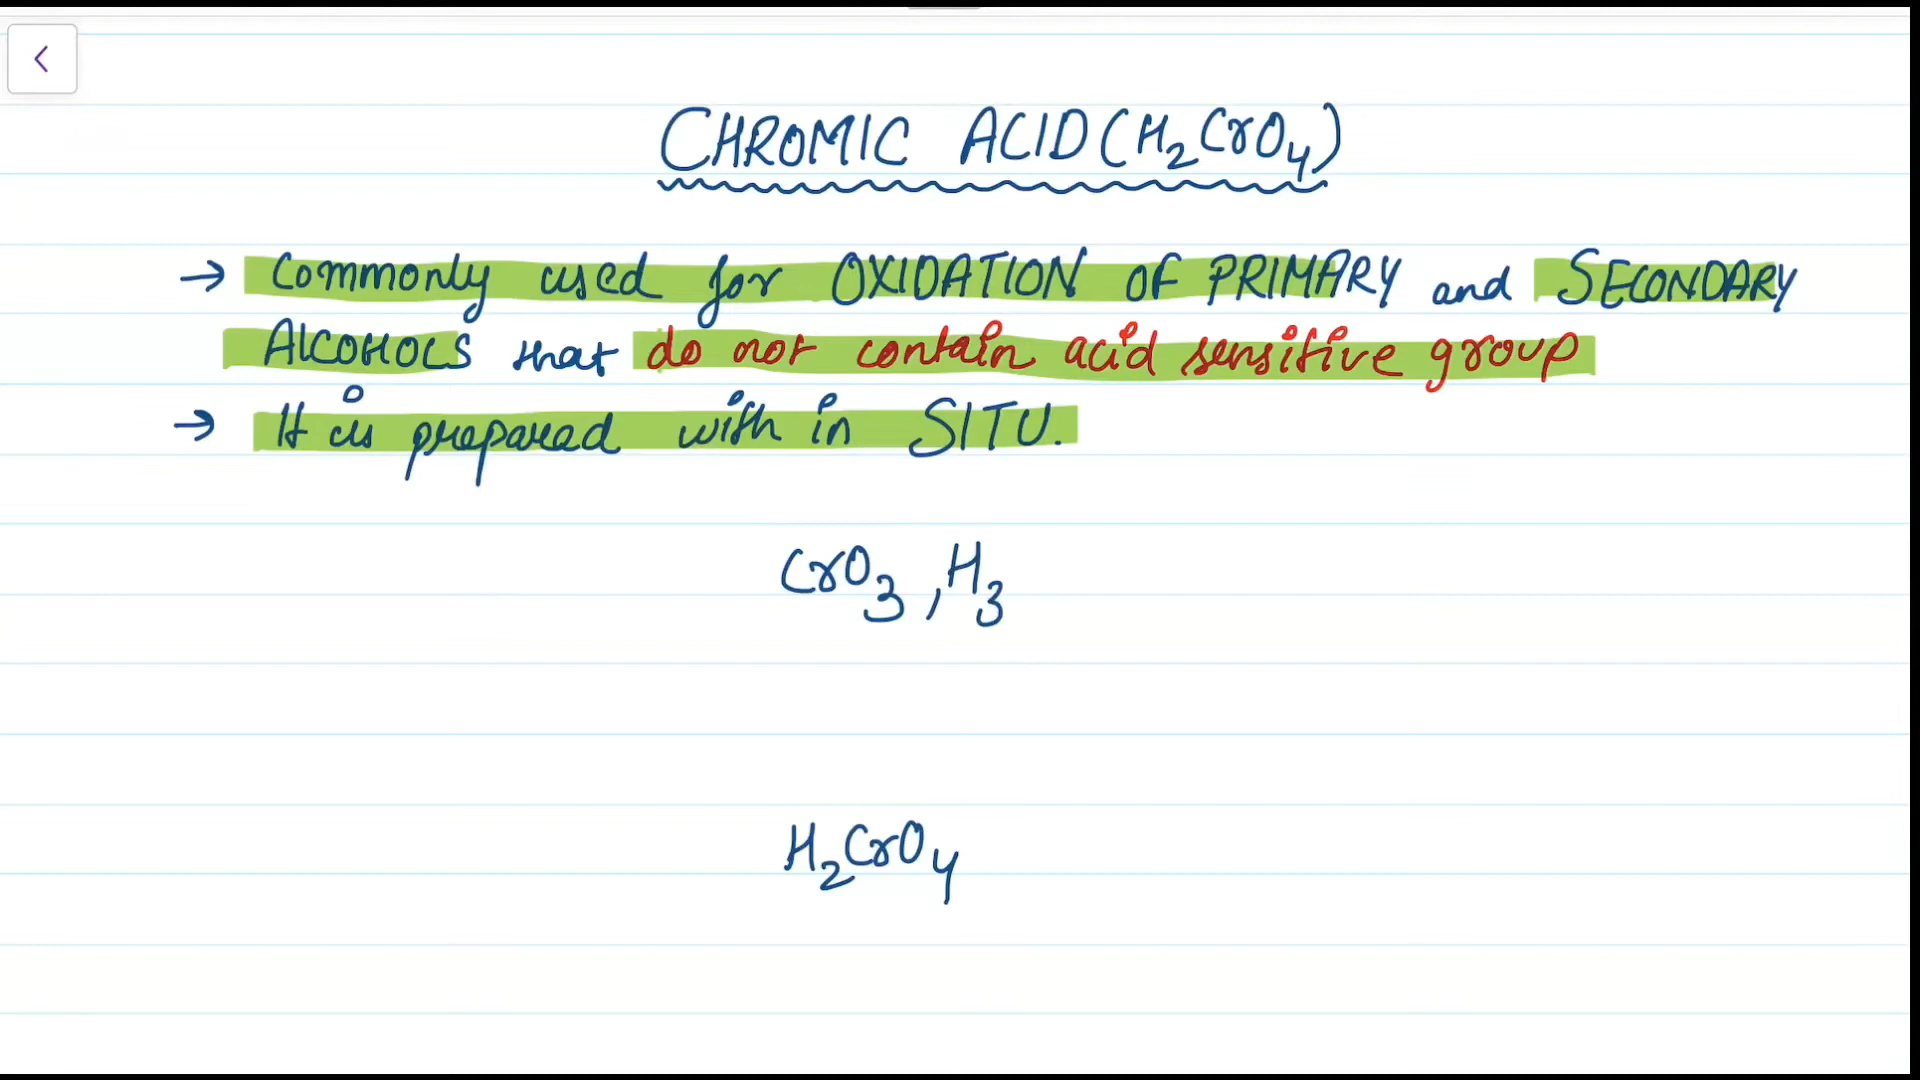 CHROMIC ACID (H₂CrO₄)
→ Commonly used for OXIDATION OF PRIMARY and SECONDARY
ALCOHOLS that do not contain acid sensitive group
→ It is prepared with in SITU.
CrO₃, H₃
H₂CrO₄